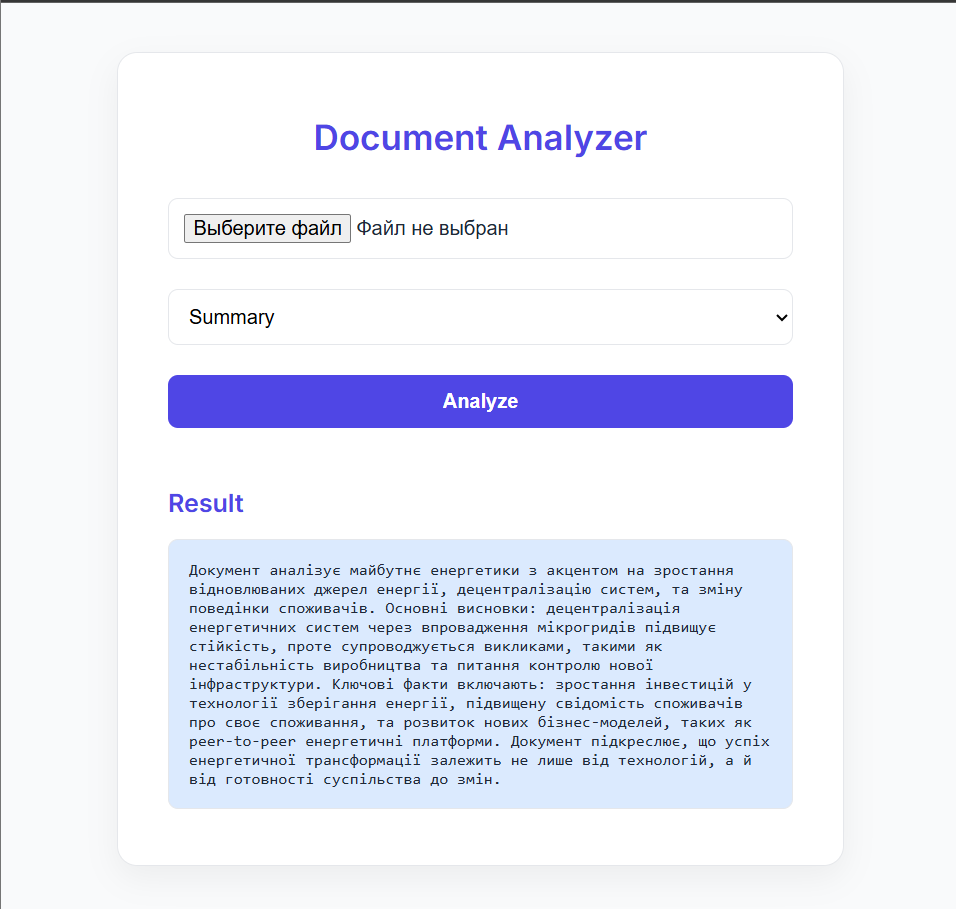 Document Analyzer
Выберите файл Файл не выбран
Summary
Analyze
Result
Документ аналізує майбутнє енергетики з акцентом на зростання
відновлюваних джерел енергії, децентралізацію систем, та зміну
поведінки споживачів. Основні висновки: децентралізація
енергетичних систем через впровадження мікрогридів підвищує
стійкість, проте супроводжується викликами, такими як
нестабільність виробництва та питання контролю нової
інфраструктури. Ключові факти включають: зростання інвестицій у
технології зберігання енергії, підвищену свідомість споживачів
про своє споживання, та розвиток нових бізнес-моделей, таких як
peer-to-peer енергетичні платформи. Документ підкреслює, що успіх
енергетичної трансформації залежить не лише від технологій, а й
від готовності суспільства до змін.